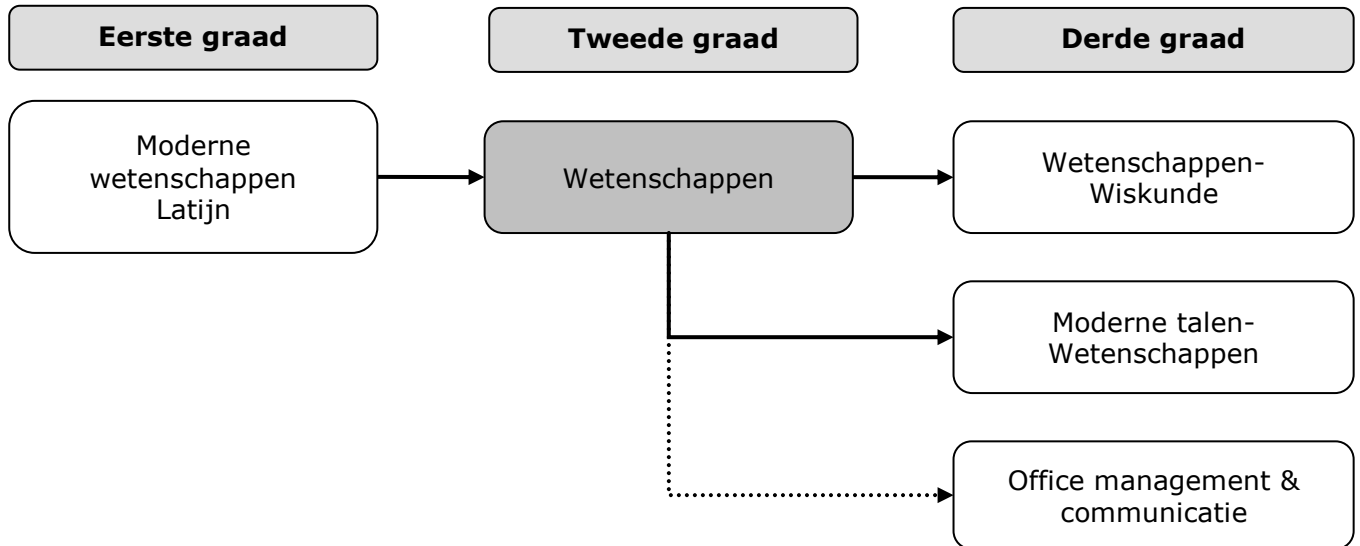 Eerste graad
Tweede graad
Derde graad
Moderne
wetenschappen
Latijn
Wetenschappen
Wetenschappen-
Wiskunde
Moderne talen-
Wetenschappen
Office management &
communicatie